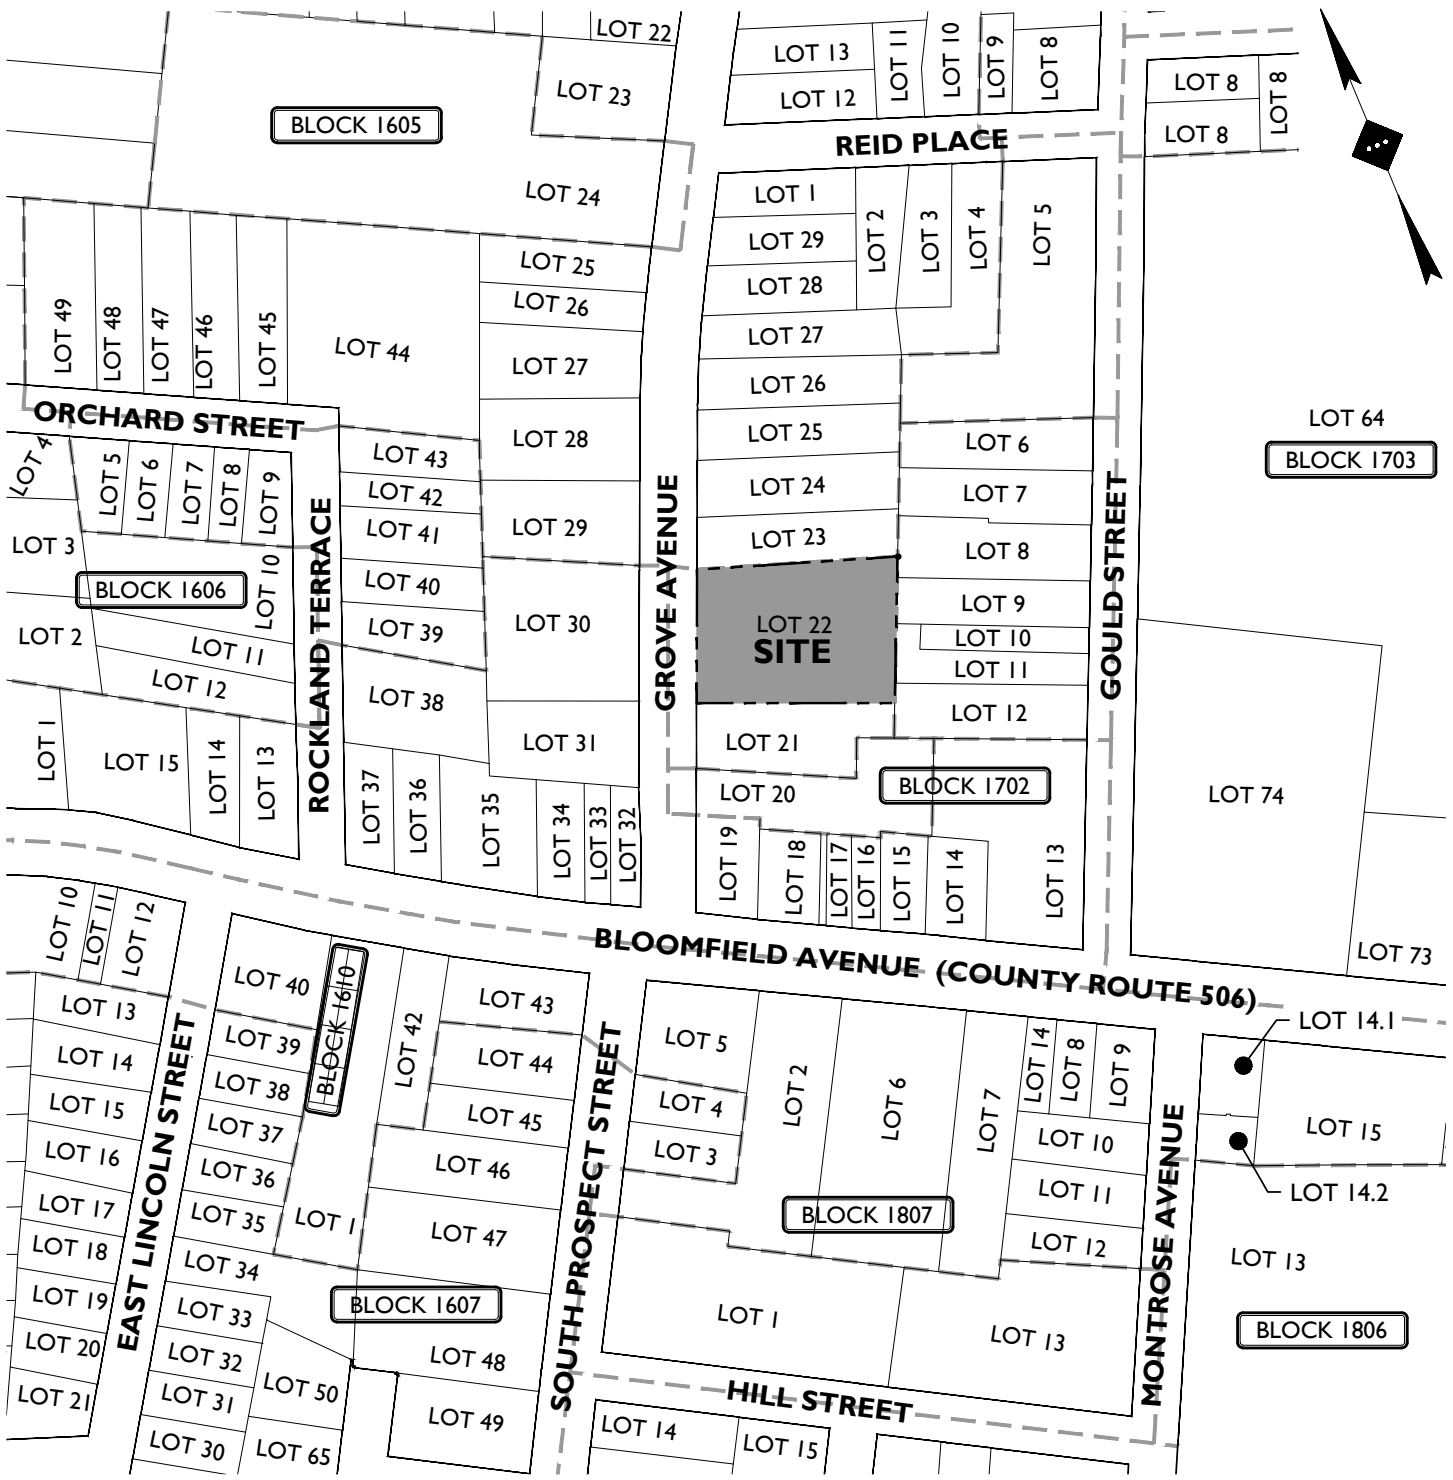 LOT 22
LOT 23
BLOCK 1605
LOT 24
LOT 13
LOT 12
LOT 11
LOT 10
LOT 9
LOT 8
LOT 8
LOT 8
LOT 8
REID PLACE
LOT 1
LOT 29
LOT 28
LOT 2
LOT 3
LOT 4
LOT 5
LOT 27
LOT 26
LOT 25
LOT 24
LOT 23
LOT 22
SITE
LOT 21
LOT 20
LOT 6
LOT 7
LOT 8
LOT 9
LOT 10
LOT 11
LOT 12
BLOCK 1702
LOT 19
LOT 18
LOT 17
LOT 16
LOT 15
LOT 14
LOT 13
GOULD STREET
LOT 64
BLOCK 1703
LOT 74
LOT 73
LOT 49
LOT 48
LOT 47
LOT 46
LOT 45
LOT 44
LOT 25
LOT 26
LOT 27
LOT 28
LOT 29
LOT 30
LOT 31
GROVE AVENUE
ORCHARD STREET
LOT 43
LOT 42
LOT 41
LOT 40
LOT 39
LOT 38
LOT 37
LOT 36
LOT 35
LOT 34
LOT 33
LOT 32
ROCKLAND TERRACE
LOT 4
LOT 5
LOT 6
LOT 7
LOT 8
LOT 9
LOT 3
BLOCK 1606
LOT 10
LOT 2
LOT 11
LOT 12
LOT 1
LOT 15
LOT 14
LOT 13
BLOOMFIELD AVENUE (COUNTY ROUTE 506)
LOT 10
LOT 11
LOT 12
LOT 13
LOT 14
LOT 15
LOT 16
LOT 17
LOT 18
LOT 19
LOT 20
LOT 21
EAST LINCOLN STREET
LOT 40
LOT 39
LOT 38
LOT 37
LOT 36
LOT 35
LOT 34
LOT 33
LOT 32
LOT 31
LOT 30
BLOCK 1610
LOT 1
LOT 42
LOT 43
LOT 44
LOT 45
LOT 46
LOT 47
BLOCK 1607
LOT 48
LOT 49
LOT 50
LOT 65
SOUTH PROSPECT STREET
LOT 5
LOT 4
LOT 3
LOT 2
LOT 6
LOT 7
LOT 14
LOT 8
LOT 9
LOT 10
LOT 11
LOT 12
BLOCK 1807
LOT 1
LOT 13
HILL STREET
LOT 14
LOT 15
MONTROSE AVENUE
LOT 14.1
LOT 15
LOT 14.2
LOT 13
BLOCK 1806